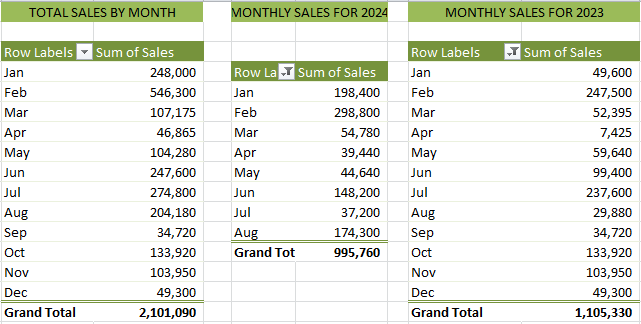 TOTAL SALES BY MONTH
Row Labels Sum of Sales
Jan 248,000
Feb 546,300
Mar 107,175
Apr 46,865
May 104,280
Jun 247,600
Jul 274,800
Aug 204,180
Sep 34,720
Oct 133,920
Nov 103,950
Dec 49,300
Grand Total 2,101,090
MONTHLY SALES FOR 2024
Row La Sum of Sales
Jan 198,400
Feb 298,800
Mar 54,780
Apr 39,440
May 44,640
Jun 148,200
Jul 37,200
Aug 174,300
Grand Tot 995,760
MONTHLY SALES FOR 2023
Row Labels Sum of Sales
Jan 49,600
Feb 247,500
Mar 52,395
Apr 7,425
May 59,640
Jun 99,400
Jul 237,600
Aug 29,880
Sep 34,720
Oct 133,920
Nov 103,950
Dec 49,300
Grand Total 1,105,330